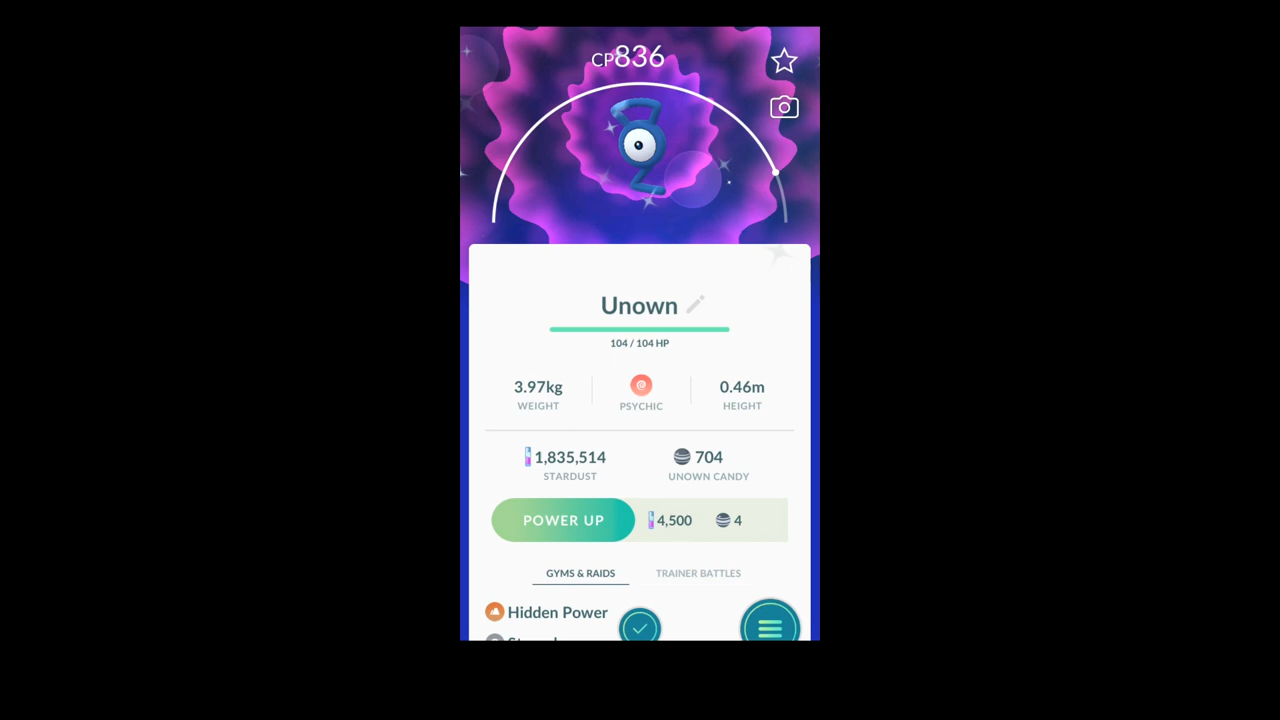 CP836
Unown
104 / 104 HP
3.97kg
WEIGHT
PSYCHIC
0.46m
HEIGHT
1,835,514
STARDUST
704
UNOWN CANDY
POWER UP
4,500
4
GYMS & RAIDS
TRAINER BATTLES
Hidden Power